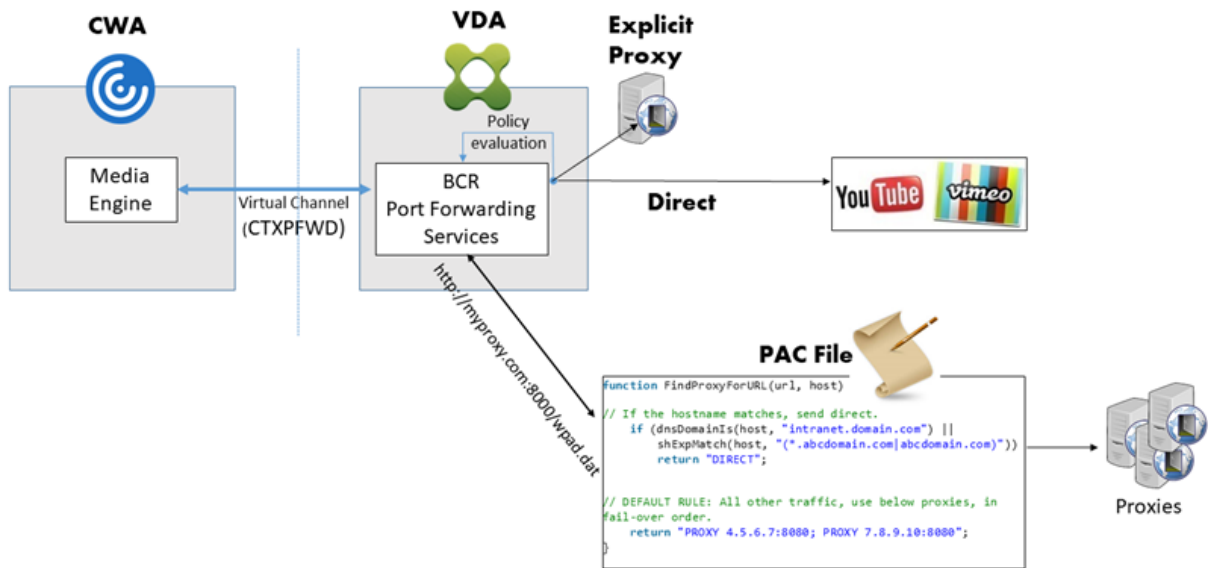 CWA
VDA
Explicit
Proxy
Policy
evaluation
Media
Engine
Virtual Channel
(CTXPFWD)
BCR
Port Forwarding
Services
Direct
YouTube
vimeo
http://myproxy.com:8000/wpad.dat
PAC File
function FindProxyForURL(url, host)
// If the hostname matches, send direct.
if (dnsDomainIs(host, "intranet.domain.com") ||
shExpMatch(host, "(*.abcdomain.com|abcdomain.com)"))
return "DIRECT";
// DEFAULT RULE: All other traffic, use below proxies, in
fail-over order.
return "PROXY 4.5.6.7:8080; PROXY 7.8.9.10:8080";
}
Proxies